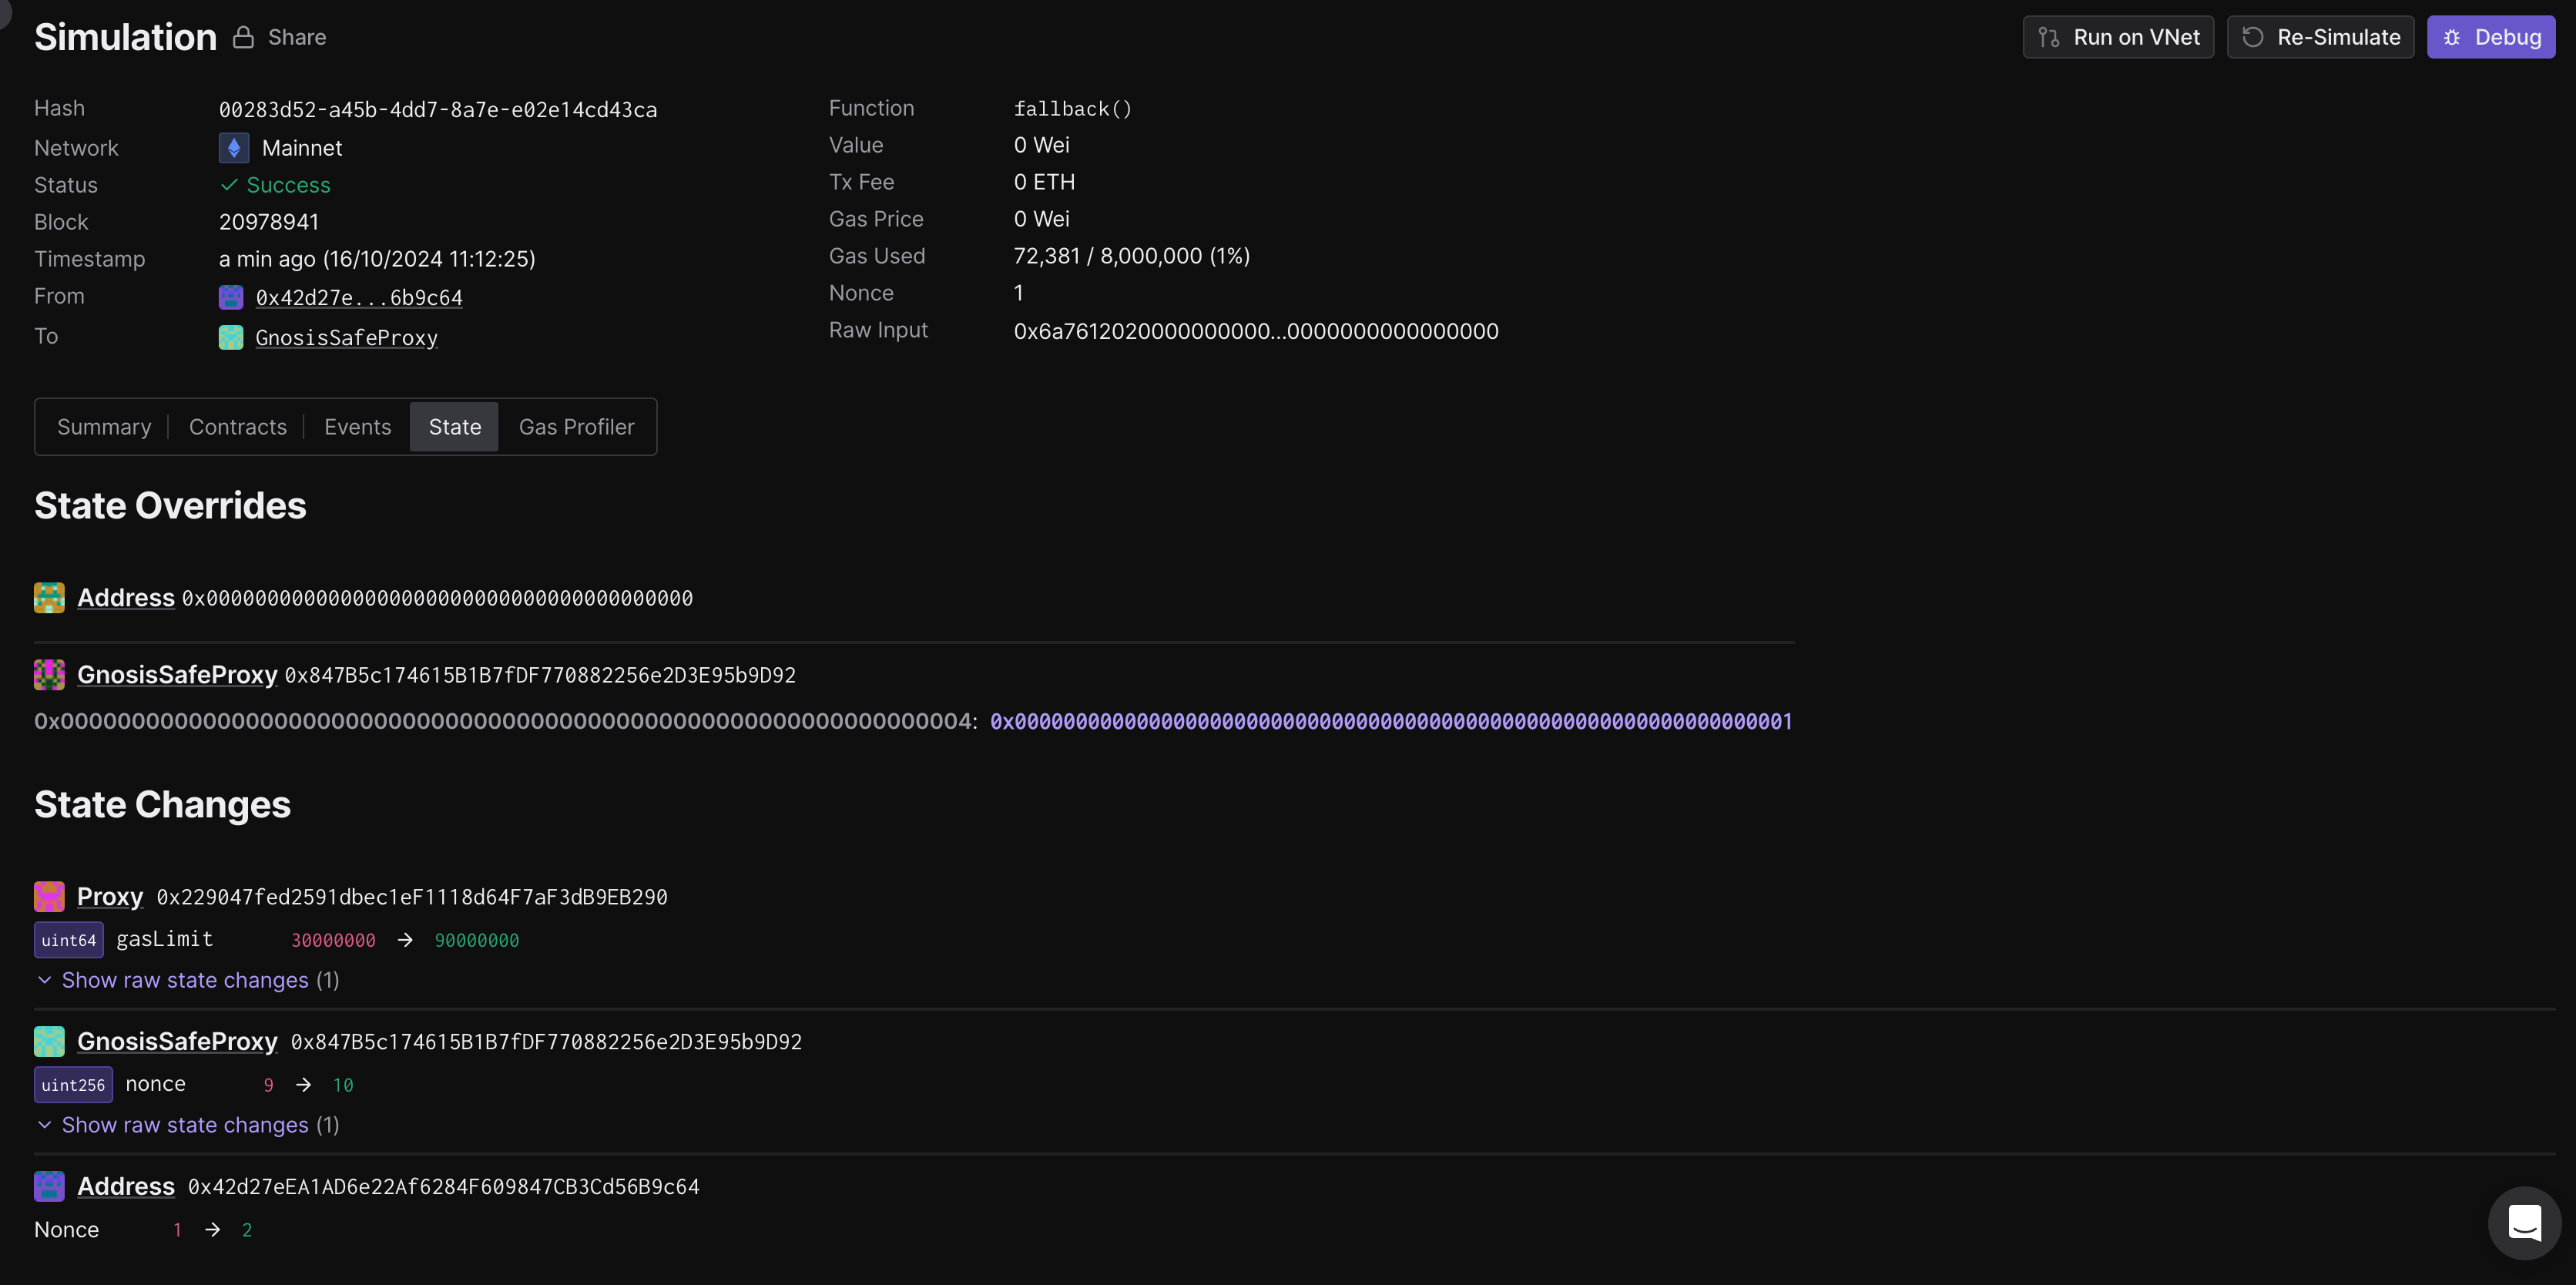 Simulation Share
Run on VNet
Re-Simulate
Debug
Hash 00283d52-a45b-4dd7-8a7e-e02e14cd43ca
Network Mainnet
Status Success
Block 20978941
Timestamp a min ago (16/10/2024 11:12:25)
From 0x42d27e...6b9c64
To GnosisSafeProxy
Function fallback()
Value 0 Wei
Tx Fee 0 ETH
Gas Price 0 Wei
Gas Used 72,381 / 8,000,000 (1%)
Nonce 1
Raw Input 0x6a7612020000000000...0000000000000000
Summary Contracts Events State Gas Profiler
State Overrides
Address 0x0000000000000000000000000000000000000000
GnosisSafeProxy 0x847B5c174615B1B7fDF770882256e2D3E95b9D92
0x0000000000000000000000000000000000000000000000000000000000000004: 0x0000000000000000000000000000000000000000000000000000000000000001
State Changes
Proxy 0x229047fed2591dbec1eF1118d64F7aF3dB9EB290
uint64 gasLimit 30000000 → 90000000
Show raw state changes (1)
GnosisSafeProxy 0x847B5c174615B1B7fDF770882256e2D3E95b9D92
uint256 nonce 9 → 10
Show raw state changes (1)
Address 0x42d27eEA1AD6e22Af6284F609847CB3Cd56B9c64
Nonce 1 → 2